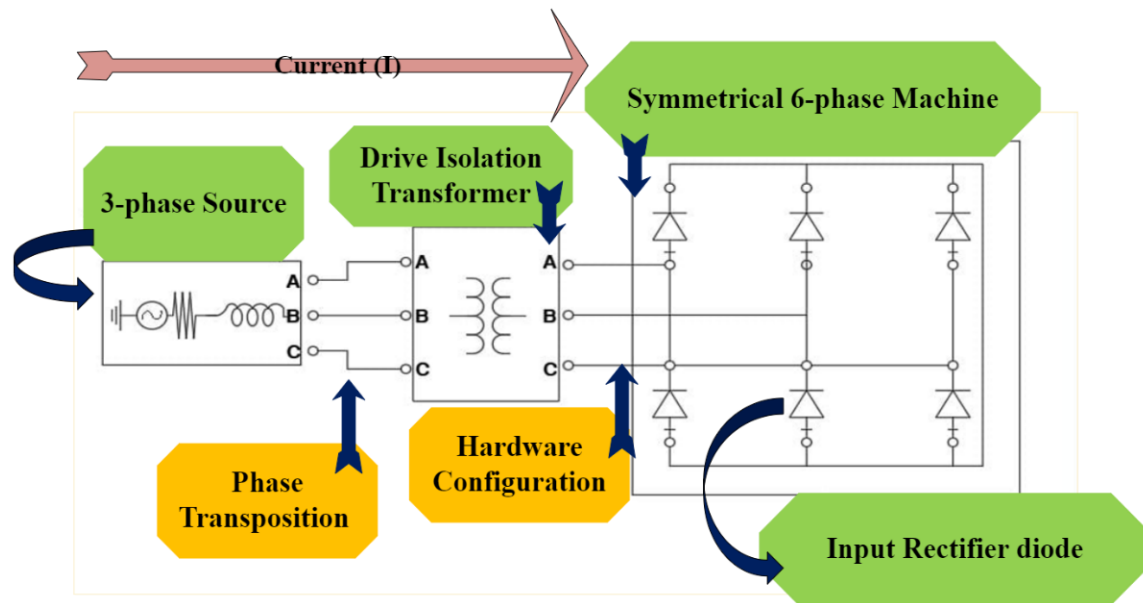 Current (I)
Symmetrical 6-phase Machine
Drive Isolation
Transformer
3-phase Source
A
B
C
A
B
C
A
B
C
Phase
Transposition
Hardware
Configuration
Input Rectifier diode